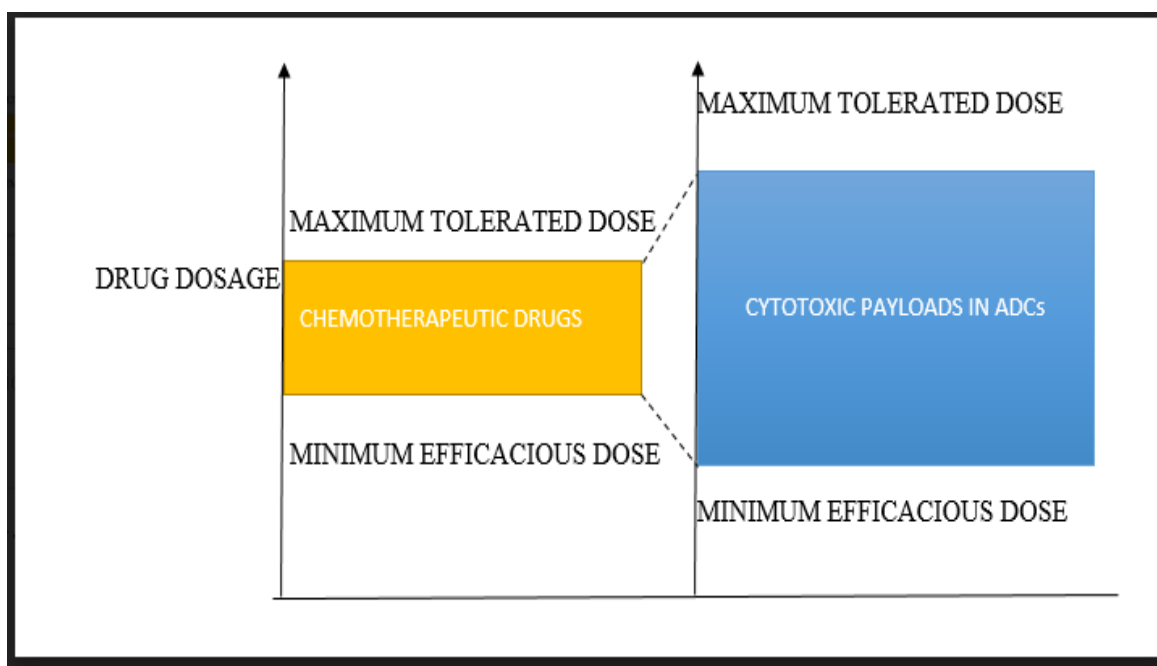 MAXIMUM TOLERATED DOSE
MAXIMUM TOLERATED DOSE
DRUG DOSAGE
CHEMOTHERAPEUTIC DRUGS
CYTOTOXIC PAYLOADS IN ADCs
MINIMUM EFFICACIOUS DOSE
MINIMUM EFFICACIOUS DOSE